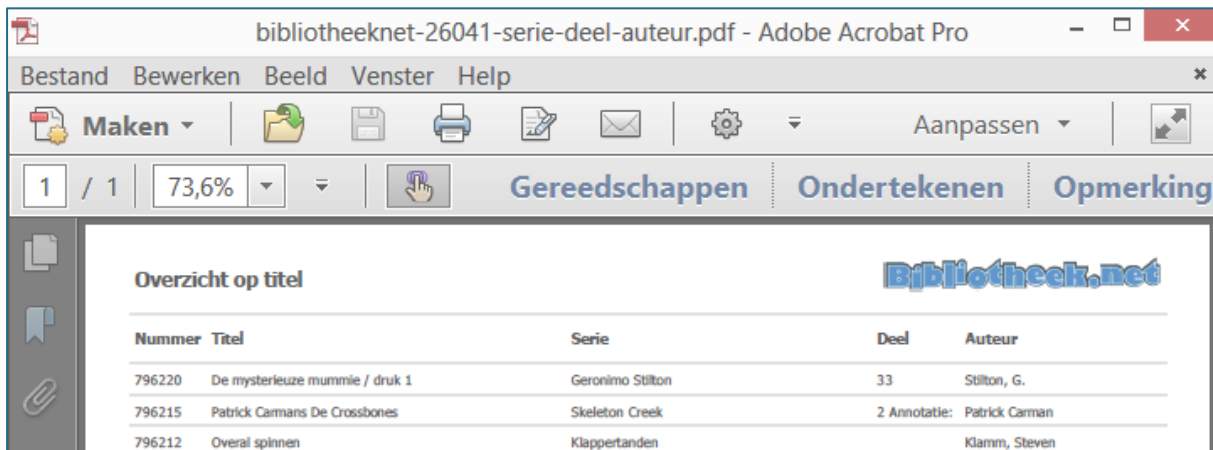 bibliotheeknet-26041-serie-deel-auteur.pdf - Adobe Acrobat Pro
Bestand Bewerken Beeld Venster Help
Maken Aanpassen
1 / 1 73,6% Gereedschappen Ondertekenen Opmerking
Overzicht op titel Bibliotheek.net
Nummer Titel Serie Deel Auteur
796220 De mysterieuze mummie / druk 1 Geronimo Stilton 33 Stilton, G.
796215 Patrick Carmans De Crossbones Skeleton Creek 2 Annotatie: Patrick Carman
796212 Overal spinnen Klappertanden Klamm, Steven